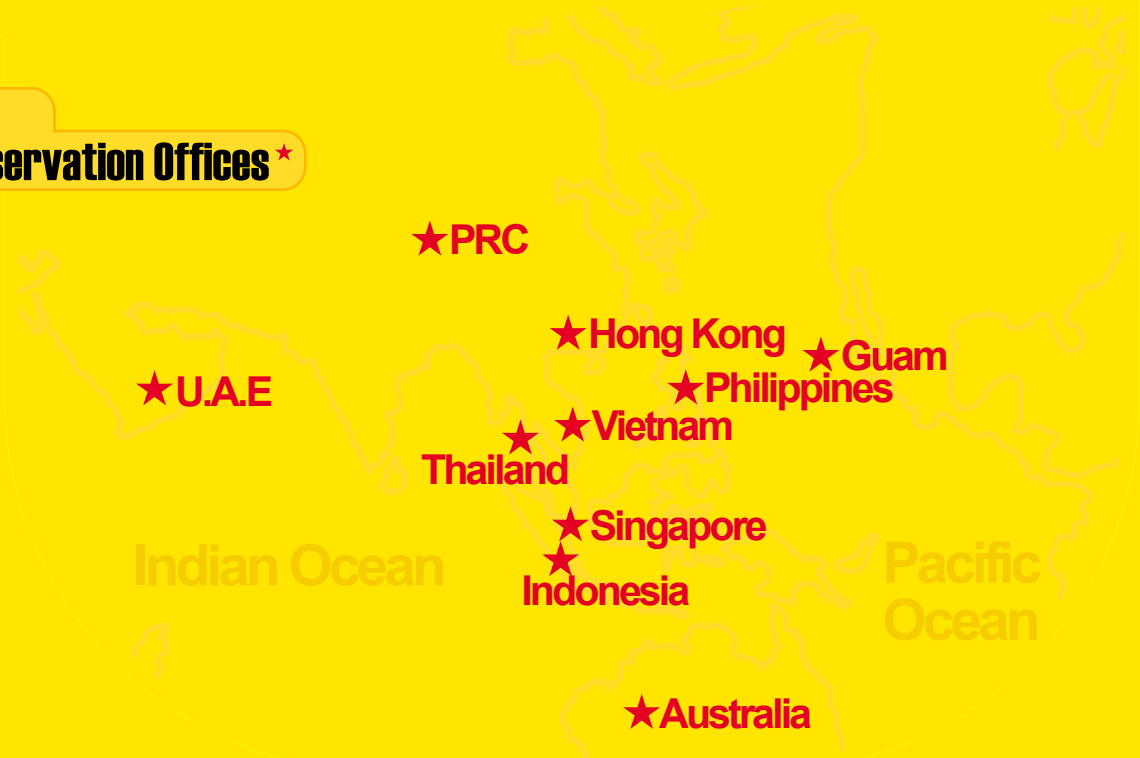 servation Offices★
★PRC
★Hong Kong
★Guam
★U.A.E
★Philippines
★Vietnam
★
Thailand
★Singapore
★
Indonesia
Indian Ocean
Pacific
Ocean
★Australia